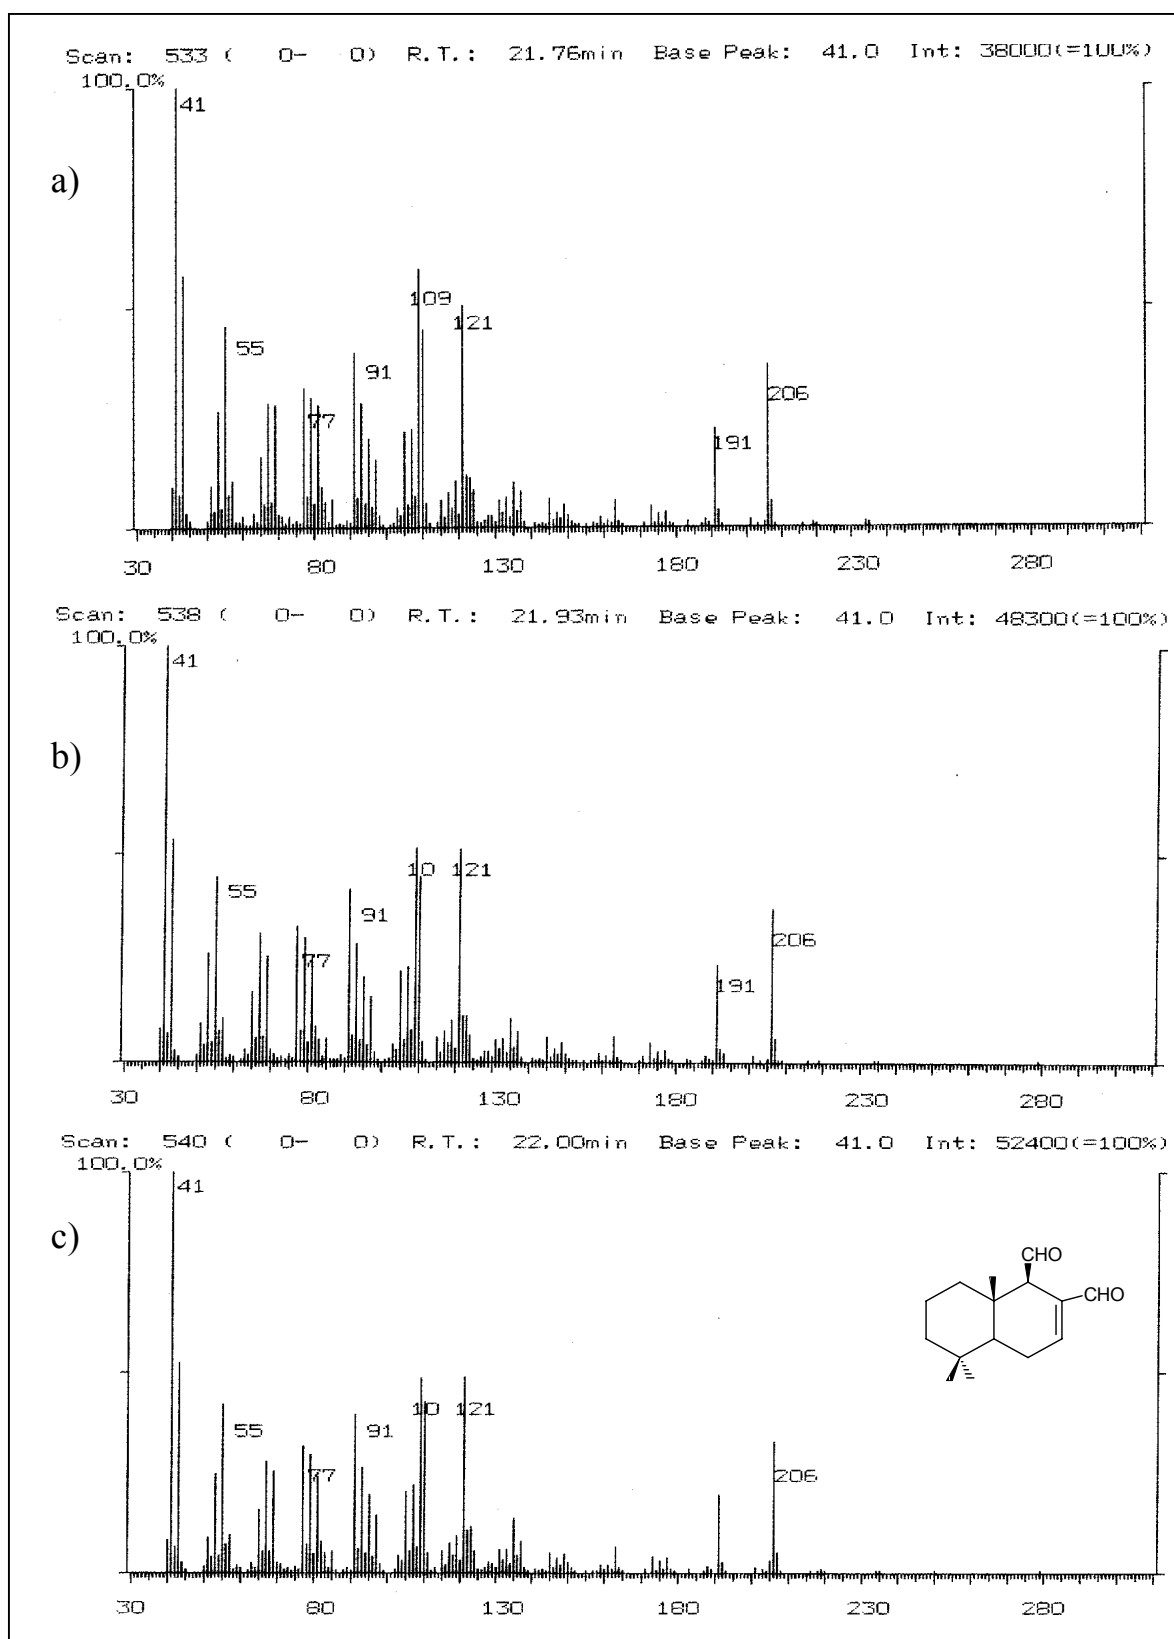 Scan: 533 ( 0- 0) R.T.: 21.76min Base Peak: 41.0 Int: 38000(=100%)
100.0%
41
a)
109
121
55
91
77
206
191
30 80 130 180 230 280
Scan: 538 ( 0- 0) R.T.: 21.93min Base Peak: 41.0 Int: 48300(=100%)
100.0%
41
b)
10 121
55
91
77
206
191
30 80 130 180 230 280
Scan: 540 ( 0- 0) R.T.: 22.00min Base Peak: 41.0 Int: 52400(=100%)
100.0%
41
c)
CHO
CHO
10 121
55
91
77
206
30 80 130 180 230 280